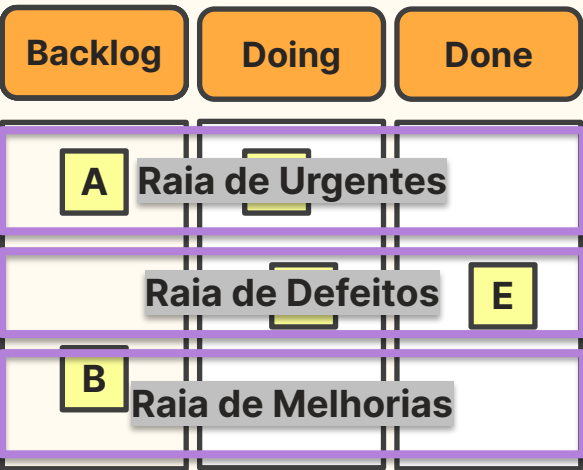 Backlog Doing Done
A Raia de Urgentes
Raia de Defeitos E
B
Raia de Melhorias